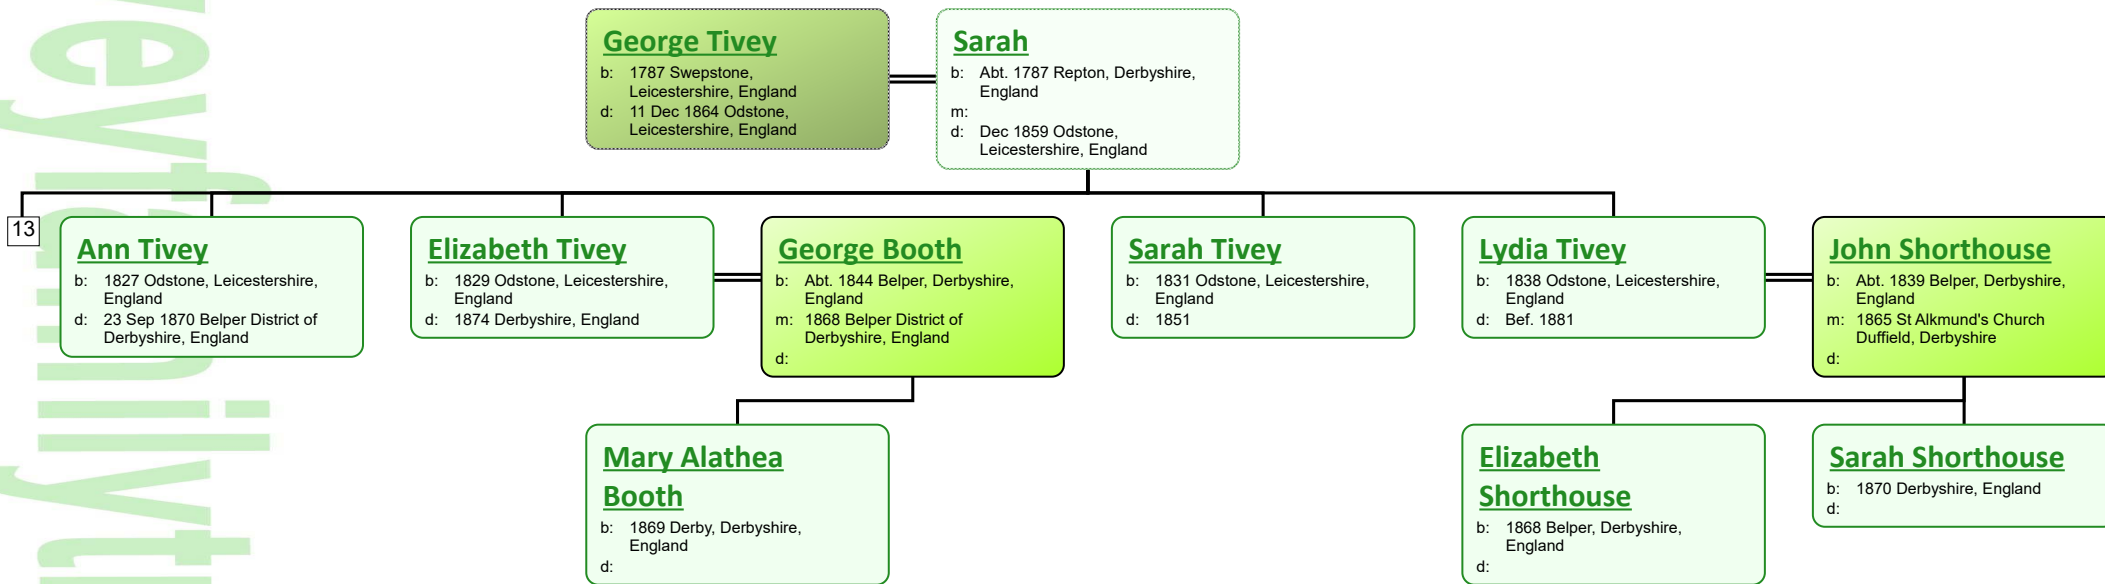 George Tivey
b: 1787 Swepstone,
Leicestershire, England
d: 11 Dec 1864 Odstone,
Leicestershire, England
Sarah
b: Abt. 1787 Repton, Derbyshire,
England
m:
d: Dec 1859 Odstone,
Leicestershire, England
13
Ann Tivey
b: 1827 Odstone, Leicestershire,
England
d: 23 Sep 1870 Belper District of
Derbyshire, England
Elizabeth Tivey
b: 1829 Odstone, Leicestershire,
England
d: 1874 Derbyshire, England
George Booth
b: Abt. 1844 Belper, Derbyshire,
England
m: 1868 Belper District of
Derbyshire, England
d:
Sarah Tivey
b: 1831 Odstone, Leicestershire,
England
d: 1851
Lydia Tivey
b: 1838 Odstone, Leicestershire,
England
d: Bef. 1881
John Shorthouse
b: Abt. 1839 Belper, Derbyshire,
England
m: 1865 St Alkmund's Church
Duffield, Derbyshire
d:
Mary Alathea
Booth
b: 1869 Derby, Derbyshire,
England
d:
Elizabeth
Shorthouse
b: 1868 Belper, Derbyshire,
England
d:
Sarah Shorthouse
b: 1870 Derbyshire, England
d: